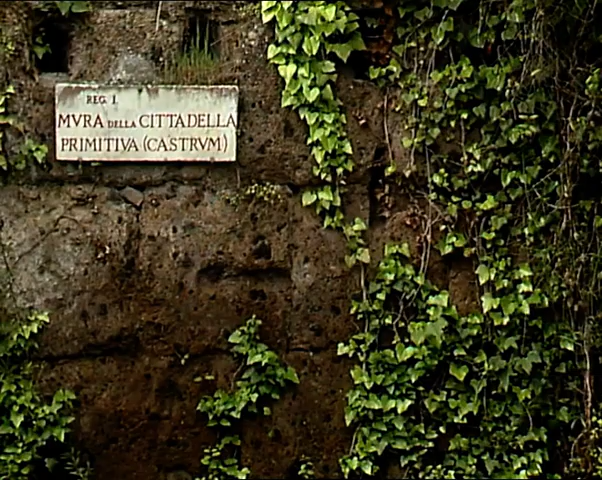 REG. I.
MVRA DELLA CITTADELLA
PRIMITIVA (CASTRVM)